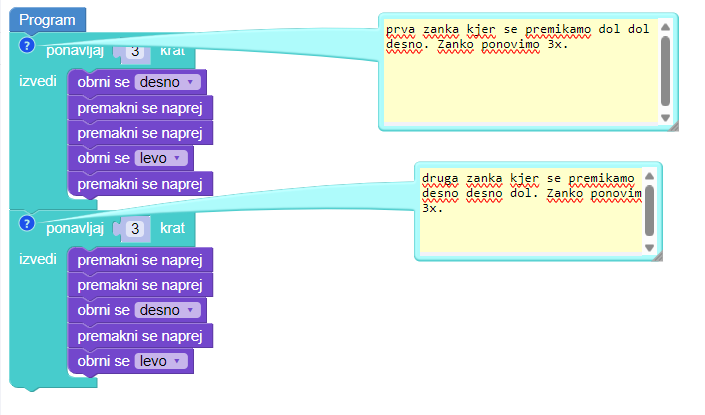 Program
? ponavljaj 3 krat
izvedi obrni se desno
premakni se naprej
premakni se naprej
obrni se levo
premakni se naprej
? ponavljaj 3 krat
izvedi premakni se naprej
premakni se naprej
obrni se desno
premakni se naprej
obrni se levo
prva zanka kjer se premikamo dol dol
desno. Zanko ponovimo 3x.
druga zanka kjer se premikamo
desno desno dol. Zanko ponovim
3x.